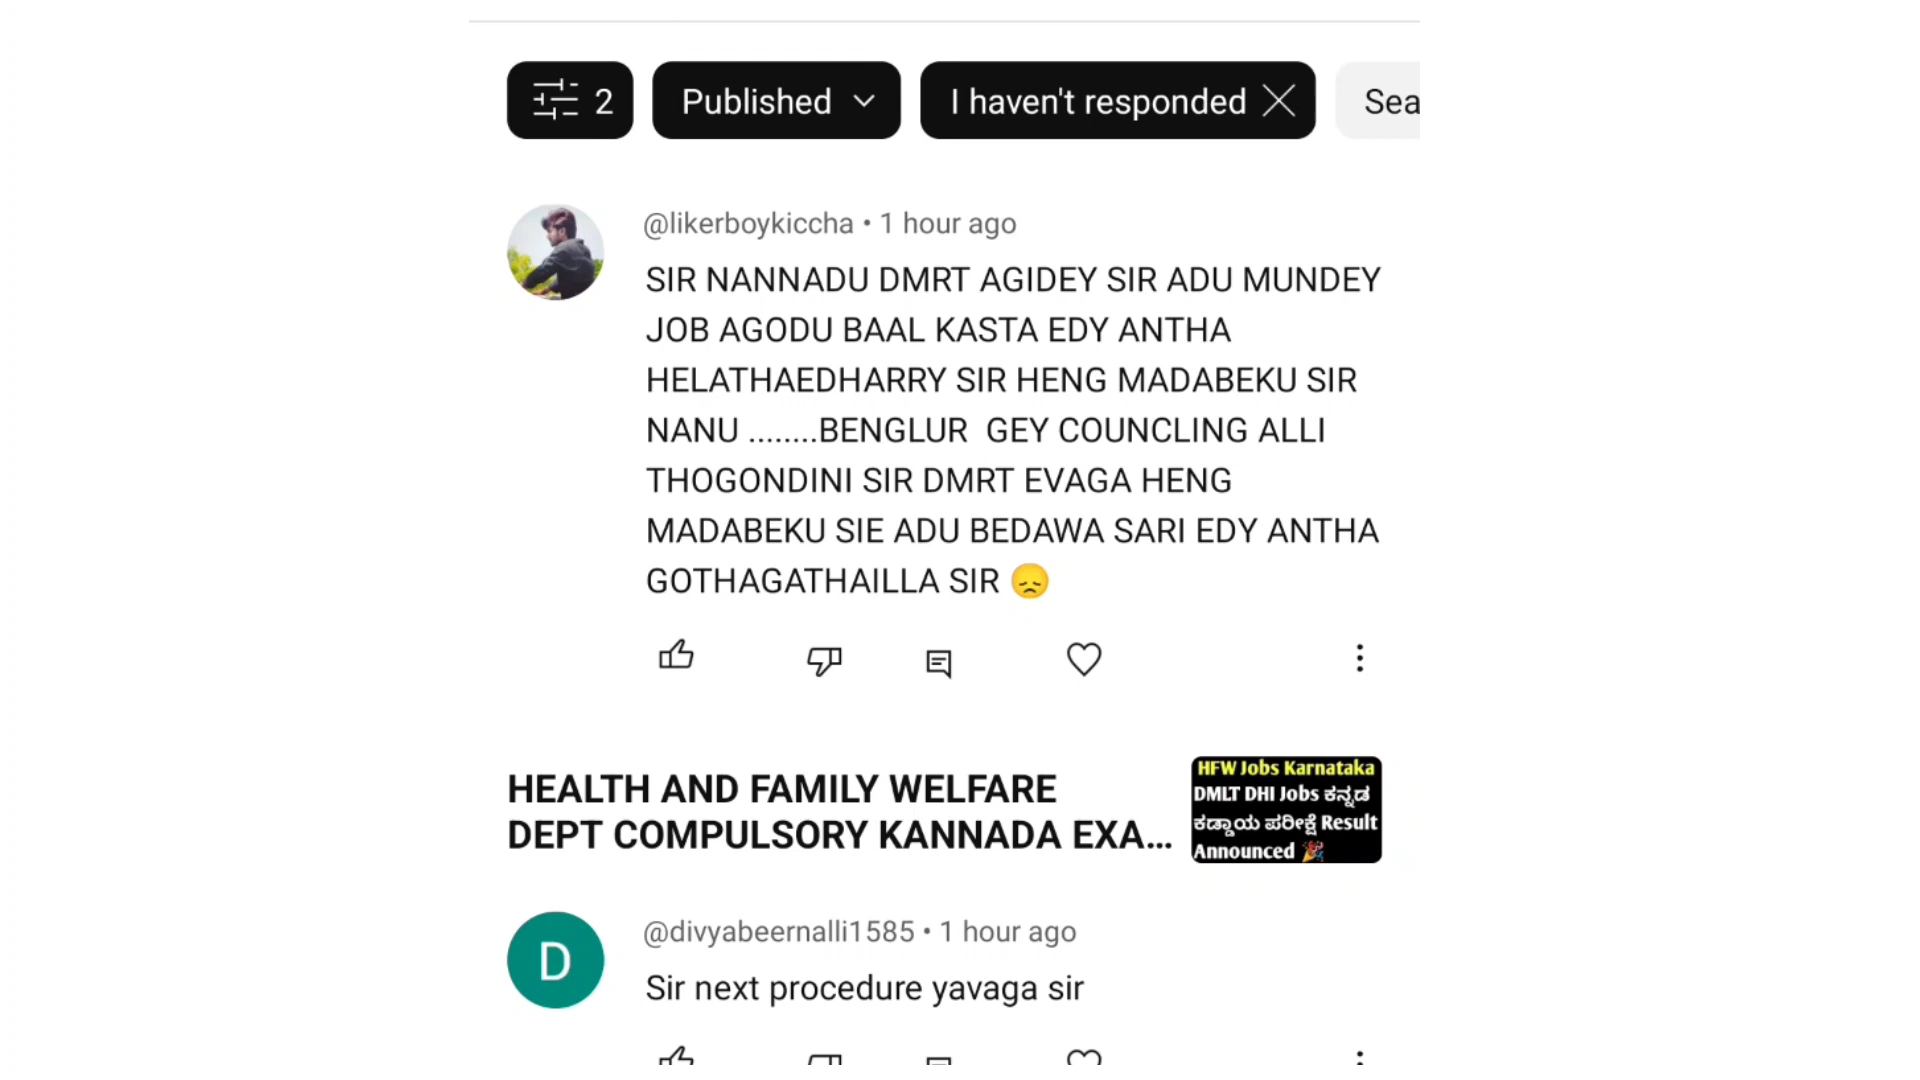 2
Published
I haven't responded
Sea
@likerboykiccha • 1 hour ago
SIR NANNADU DMRT AGIDEY SIR ADU MUNDEY
JOB AGODU BAAL KASTA EDY ANTHA
HELATHAEDHARRY SIR HENG MADABEKU SIR
NANU ........BENGLUR  GEY COUNCLING ALLI
THOGONDINI SIR DMRT EVAGA HENG
MADABEKU SIE ADU BEDAWA SARI EDY ANTHA
GOTHAGATHAILLA SIR 😞
HEALTH AND FAMILY WELFARE
DEPT COMPULSORY KANNADA EXA...
HFW Jobs Karnataka
DMLT DHI Jobs ಕನ್ನಡ
ಕಡ್ಡಾಯ ಪರೀಕ್ಷೆ Result
Announced 🎉
D
@divyabeernalli1585 • 1 hour ago
Sir next procedure yavaga sir